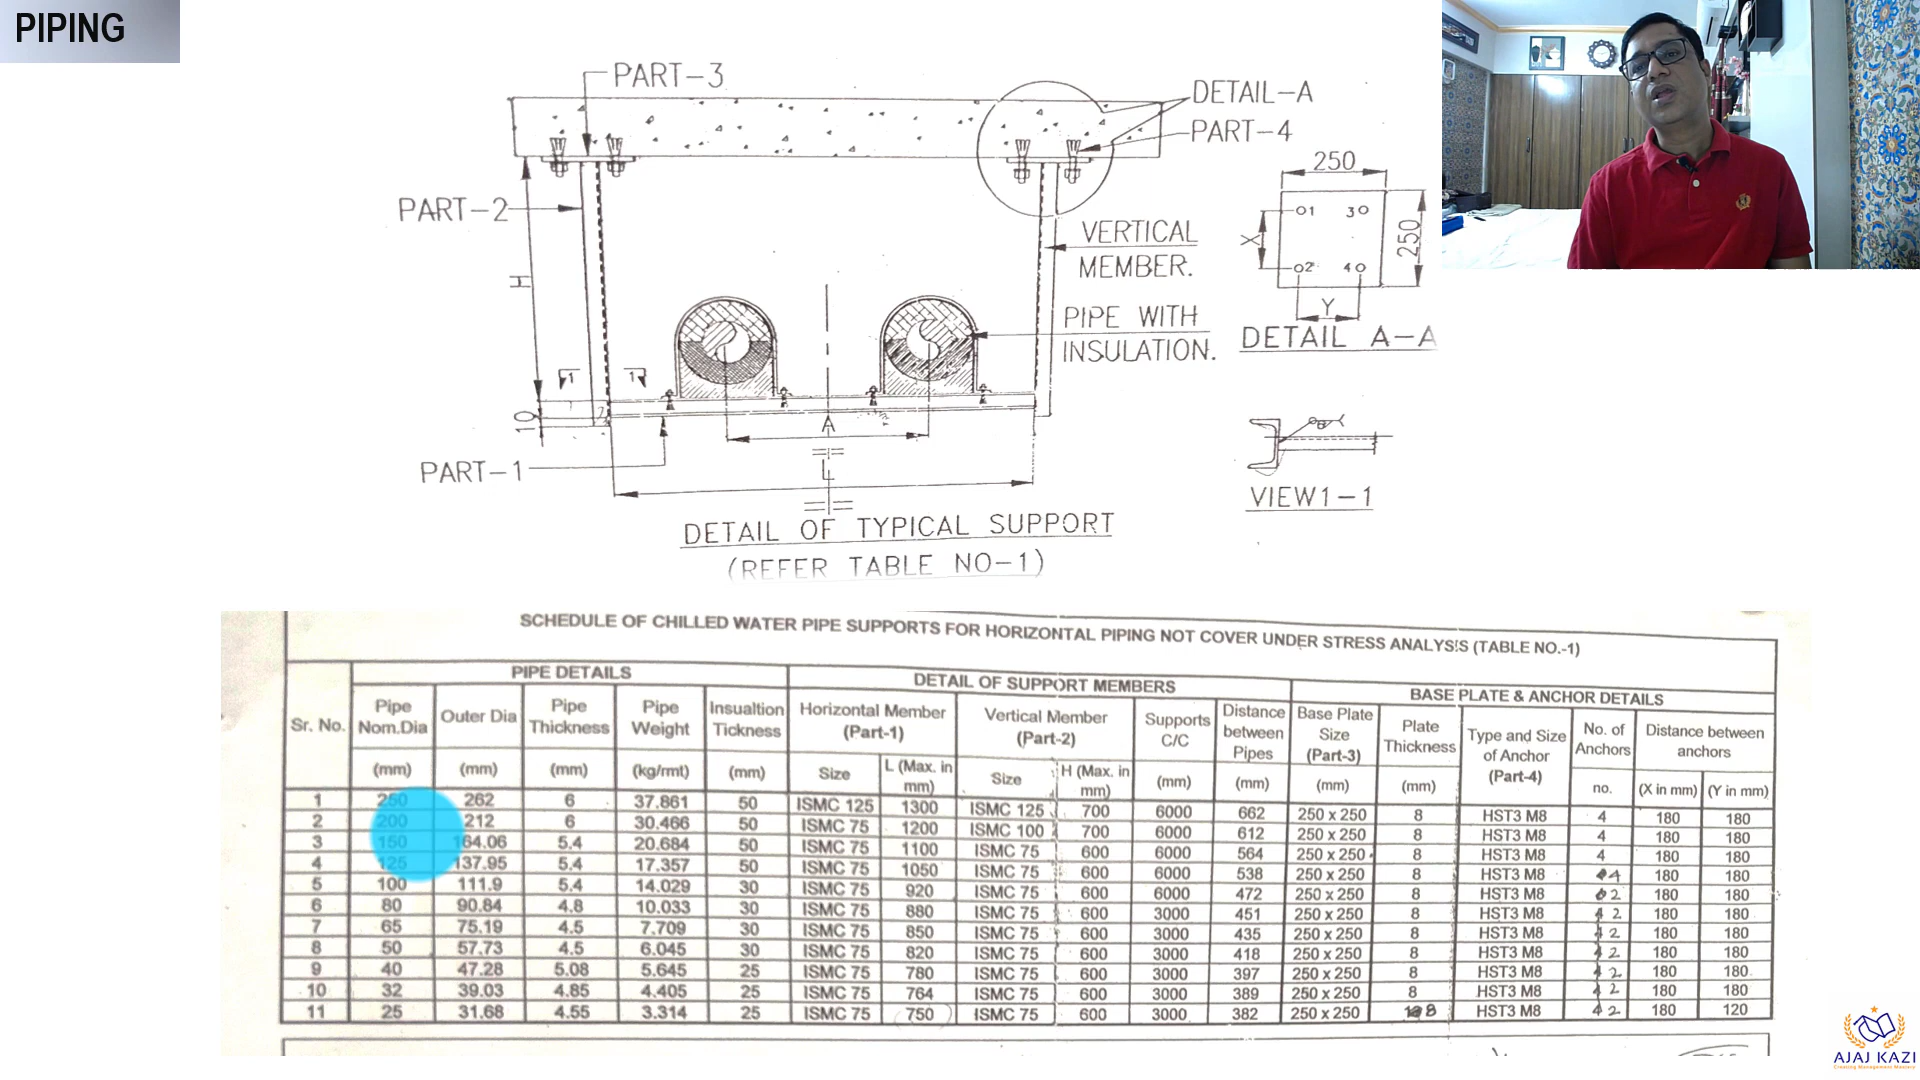 PIPING
PART-3
DETAIL-A
PART-4
250
PART-2
VERTICAL
MEMBER.
1 3
X
250
2 4
Y
H
PIPE WITH
INSULATION.
DETAIL A-A
1 1
10
A
PART-1
L
VIEW1-1
DETAIL OF TYPICAL SUPPORT
(REFER TABLE NO-1)
SCHEDULE OF CHILLED WATER PIPE SUPPORTS FOR HORIZONTAL PIPING NOT COVER UNDER STRESS ANALYSIS (TABLE NO.-1)
PIPE DETAILS DETAIL OF SUPPORT MEMBERS BASE PLATE & ANCHOR DETAILS
Sr. No. Pipe Nom.Dia Outer Dia Pipe Thickness Pipe Weight Insualtion Tickness Horizontal Member (Part-1) Vertical Member (Part-2) Supports C/C Distance between Pipes Base Plate Size (Part-3) Plate Thickness Type and Size of Anchor (Part-4) No. of Anchors Distance between anchors
(mm) (mm) (mm) (kg/rmt) (mm) Size L (Max. in mm) Size H (Max. in mm) (mm) (mm) (mm) (mm) no. (X in mm) (Y in mm)
1 250 262 6 37.861 50 ISMC 125 1300 ISMC 125 700 6000 662 250 x 250 8 HST3 M8 4 180 180
2 200 212 6 30.466 50 ISMC 75 1200 ISMC 100 700 6000 612 250 x 250 8 HST3 M8 4 180 180
3 150 164.06 5.4 20.684 50 ISMC 75 1100 ISMC 75 600 6000 564 250 x 250 8 HST3 M8 4 180 180
4 125 137.95 5.4 17.357 50 ISMC 75 1050 ISMC 75 600 6000 538 250 x 250 8 HST3 M8 4 180 180
5 100 111.9 5.4 14.029 30 ISMC 75 920 ISMC 75 600 6000 472 250 x 250 8 HST3 M8 2 180 180
6 80 90.84 4.8 10.033 30 ISMC 75 880 ISMC 75 600 3000 451 250 x 250 8 HST3 M8 2 180 180
7 65 75.19 4.5 7.709 30 ISMC 75 850 ISMC 75 600 3000 435 250 x 250 8 HST3 M8 2 180 180
8 50 57.73 4.5 6.045 30 ISMC 75 820 ISMC 75 600 3000 418 250 x 250 8 HST3 M8 2 180 180
9 40 47.28 5.08 5.645 25 ISMC 75 780 ISMC 75 600 3000 397 250 x 250 8 HST3 M8 2 180 180
10 32 39.03 4.85 4.405 25 ISMC 75 764 ISMC 75 600 3000 389 250 x 250 8 HST3 M8 2 180 180
11 25 31.68 4.55 3.314 25 ISMC 75 750 ISMC 75 600 3000 382 250 x 250 8 HST3 M8 2 180 120
AJAJ KAZI
Creating Management Mastery